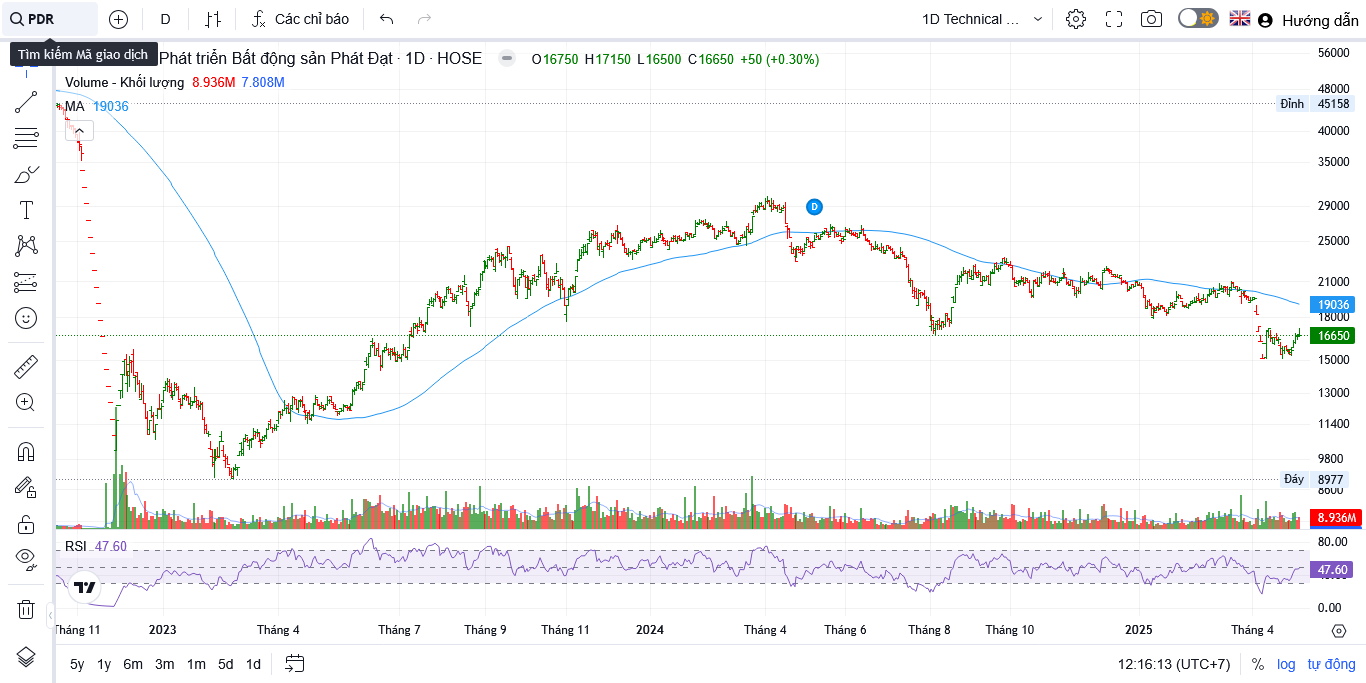 PDR D Các chỉ báo 1D Technical ... Hướng dẫn
Tìm kiếm Mã giao dịch
Phát triển Bất động sản Phát Đạt · 1D · HOSE O16750 H17150 L16500 C16650 +50 (+0.30%)
Volume - Khối lượng 8.936M 7.808M
MA 19036
56000
48000
Đỉnh 45158
40000
35000
29000
D
25000
21000
19036
18000
16650
15000
13000
11400
9800
Đáy 8977
8000
8.936M
RSI 47.60
80.00
47.60
0.00
Tháng 11 2023 Tháng 4 Tháng 7 Tháng 9 Tháng 11 2024 Tháng 4 Tháng 6 Tháng 8 Tháng 10 2025 Tháng 4
5y 1y 6m 3m 1m 5d 1d 12:16:13 (UTC+7) % log tự động